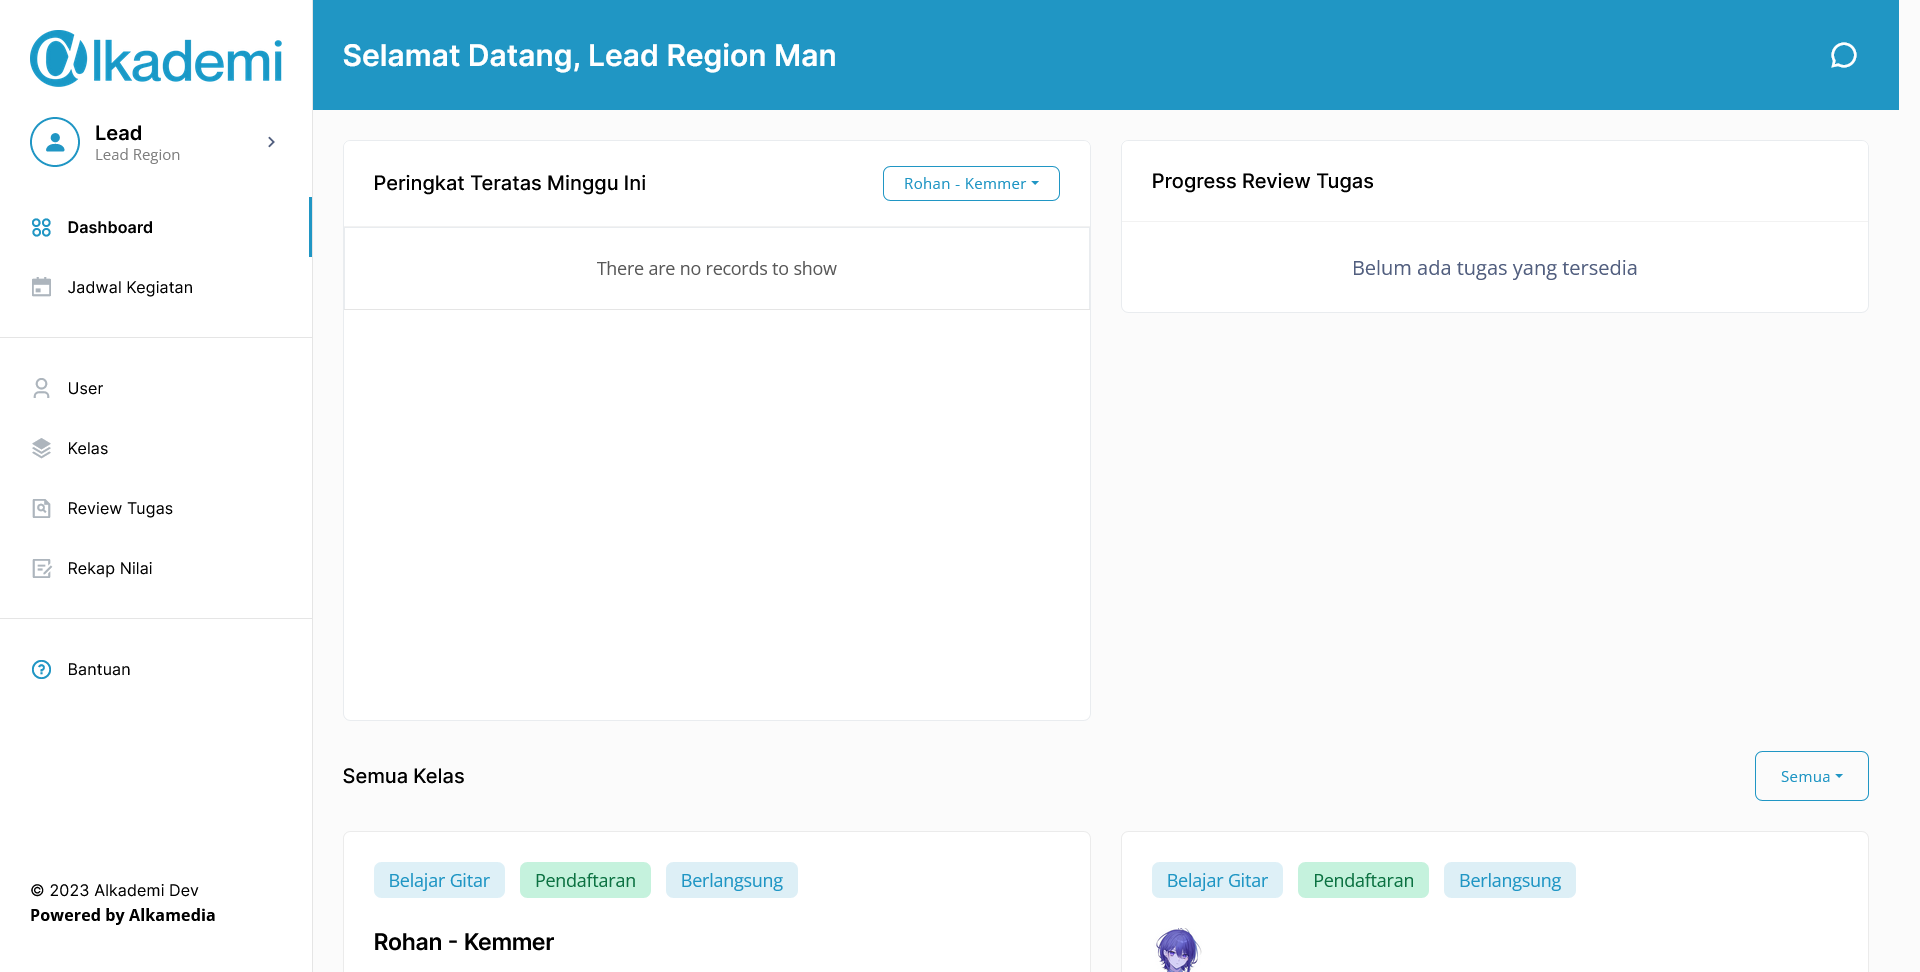 Alkademi
Lead
Lead Region
Dashboard
Jadwal Kegiatan
User
Kelas
Review Tugas
Rekap Nilai
Bantuan
© 2023 Alkademi Dev
Powered by Alkamedia
Selamat Datang, Lead Region Man
Peringkat Teratas Minggu Ini
Rohan - Kemmer
There are no records to show
Progress Review Tugas
Belum ada tugas yang tersedia
Semua Kelas
Semua
Belajar Gitar Pendaftaran Berlangsung
Rohan - Kemmer
Belajar Gitar Pendaftaran Berlangsung